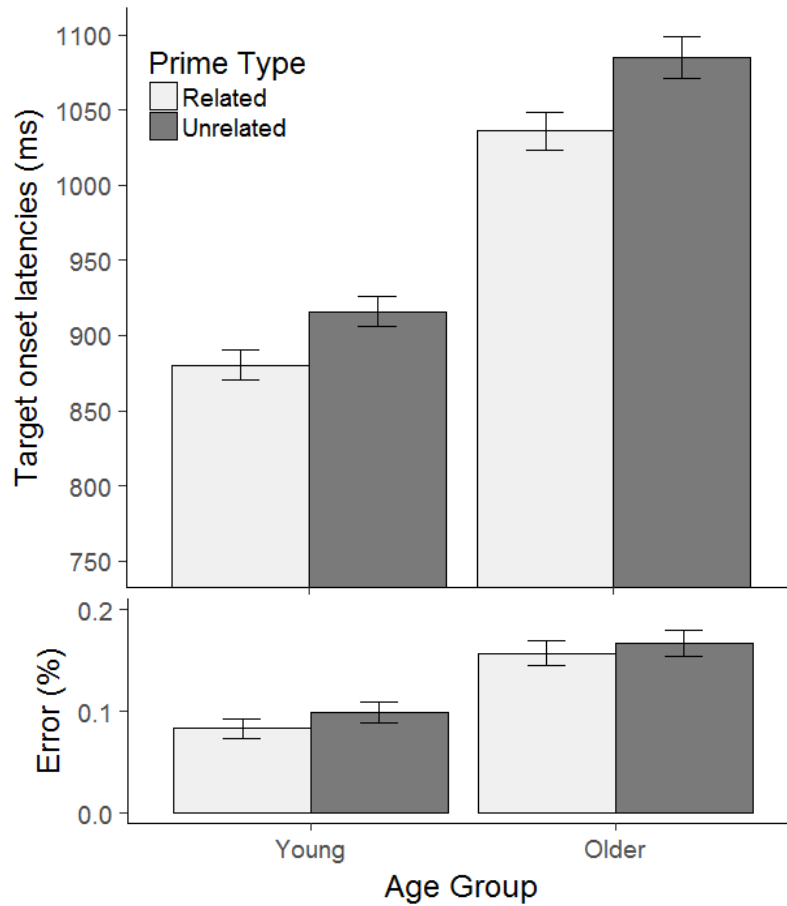 Target onset latencies (ms)
1100
1050
1000
950
900
850
800
750
Prime Type
Related
Unrelated
Error (%)
0.2
0.1
0.0
Young Older
Age Group